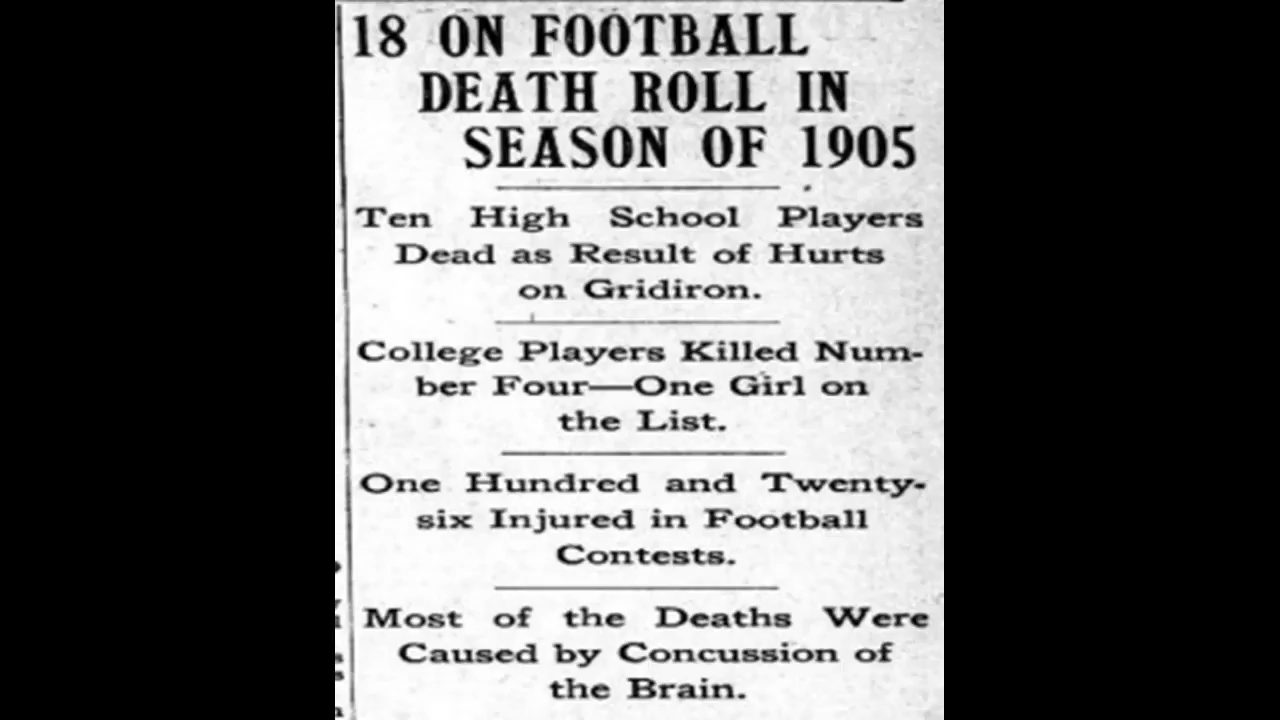 18 ON FOOTBALL
DEATH ROLL IN
SEASON OF 1905
Ten High School Players
Dead as Result of Hurts
on Gridiron.
College Players Killed Num-
ber Four—One Girl on
the List.
One Hundred and Twenty-
six Injured in Football
Contests.
Most of the Deaths Were
Caused by Concussion of
the Brain.